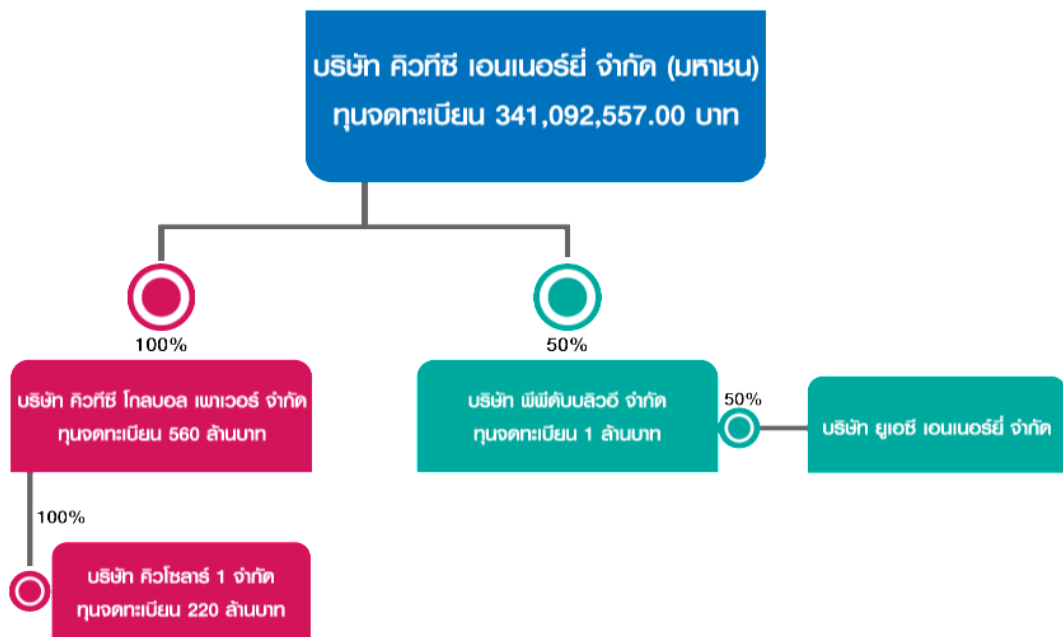 บริษัท คิวทีซี เอนเนอร์ยี่ จำกัด (มหาชน)
ทุนจดทะเบียน 341,092,557.00 บาท
100%
50%
บริษัท คิวทีซี โกลบอล เพาเวอร์ จำกัด
ทุนจดทะเบียน 560 ล้านบาท
บริษัท พีพีดับบลิวอี จำกัด
ทุนจดทะเบียน 1 ล้านบาท
50%
บริษัท ยูเอซี เอนเนอร์ยี่ จำกัด
100%
บริษัท คิวโซลาร์ 1 จำกัด
ทุนจดทะเบียน 220 ล้านบาท